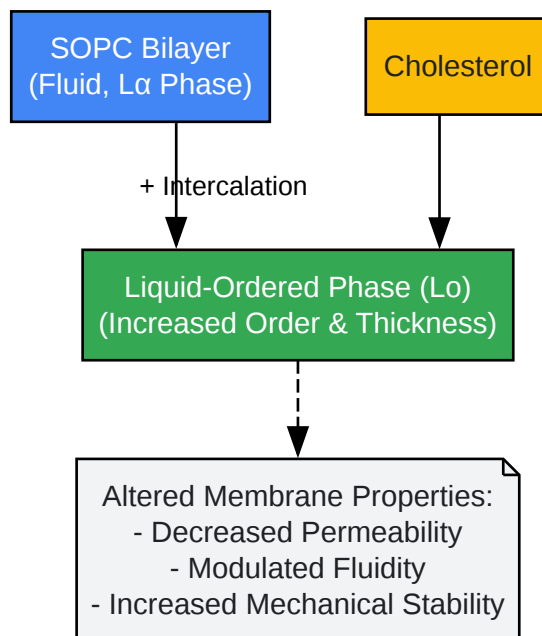 SOPC Bilayer
(Fluid, Lα Phase)
Cholesterol
+ Intercalation
Liquid-Ordered Phase (Lo)
(Increased Order & Thickness)
Altered Membrane Properties:
- Decreased Permeability
- Modulated Fluidity
- Increased Mechanical Stability